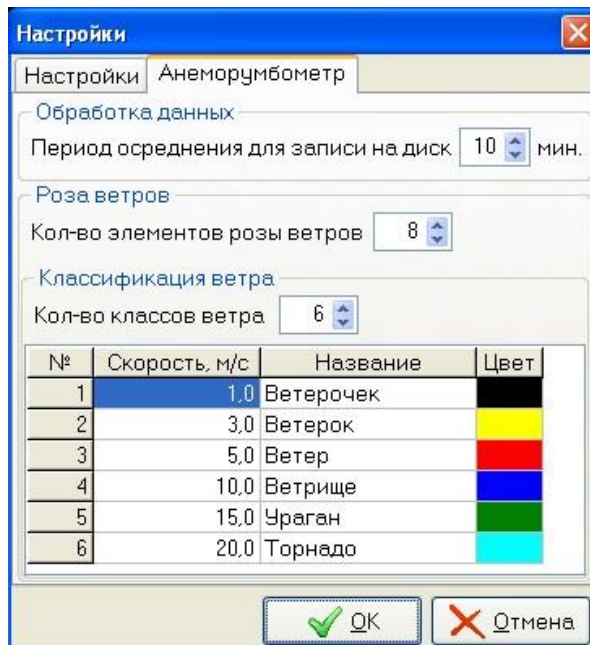 Настройки
Настройки Анеморумбометр
Обработка данных
Период осреднения для записи на диск 10 мин.
Роза ветров
Кол-во элементов розы ветров 8
Классификация ветра
Кол-во классов ветра 6
№ Скорость, м/с Название Цвет
1 1,0 Ветерочек
2 3,0 Ветерок
3 5,0 Ветер
4 10,0 Ветрище
5 15,0 Ураган
6 20,0 Торнадо
OK Отмена